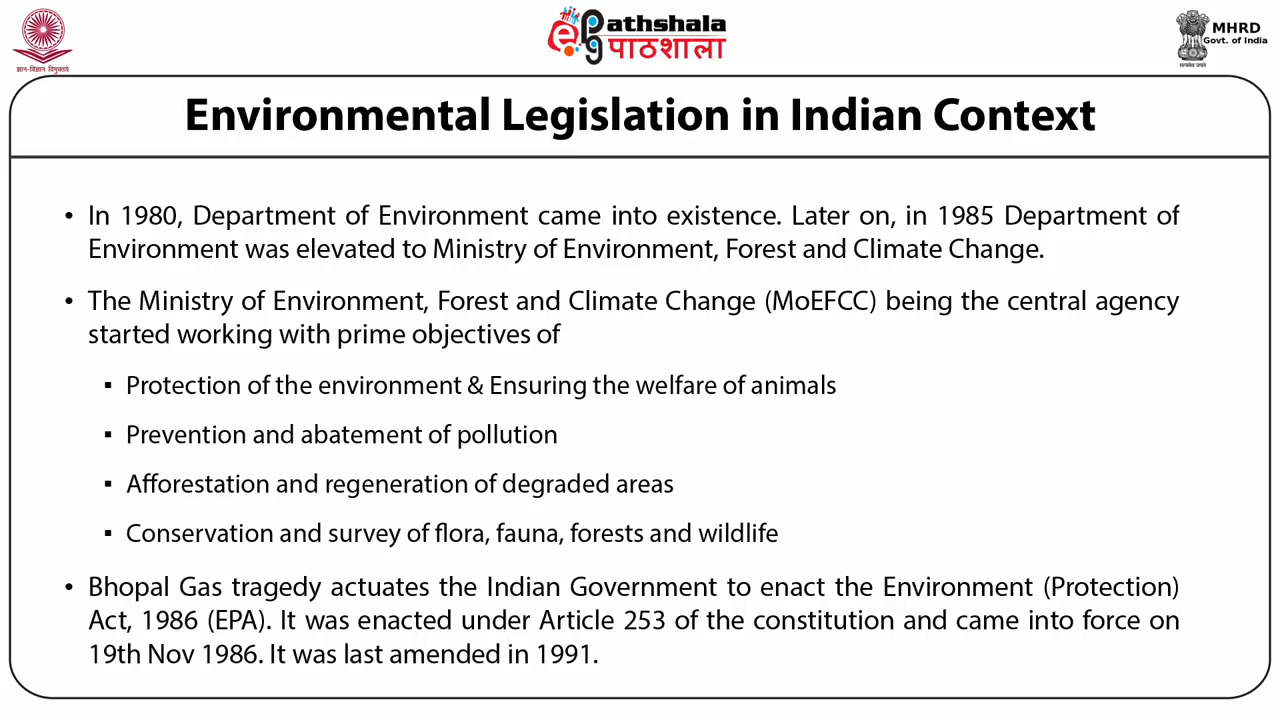 ज्ञान-विज्ञान विमुक्तये
ePathshala
पाठशाला
MHRD
Govt. of India
सत्यमेव जयते
Environmental Legislation in Indian Context
• In 1980, Department of Environment came into existence. Later on, in 1985 Department of
Environment was elevated to Ministry of Environment, Forest and Climate Change.
• The Ministry of Environment, Forest and Climate Change (MoEFCC) being the central agency
started working with prime objectives of
▪ Protection of the environment & Ensuring the welfare of animals
▪ Prevention and abatement of pollution
▪ Afforestation and regeneration of degraded areas
▪ Conservation and survey of flora, fauna, forests and wildlife
• Bhopal Gas tragedy actuates the Indian Government to enact the Environment (Protection)
Act, 1986 (EPA). It was enacted under Article 253 of the constitution and came into force on
19th Nov 1986. It was last amended in 1991.